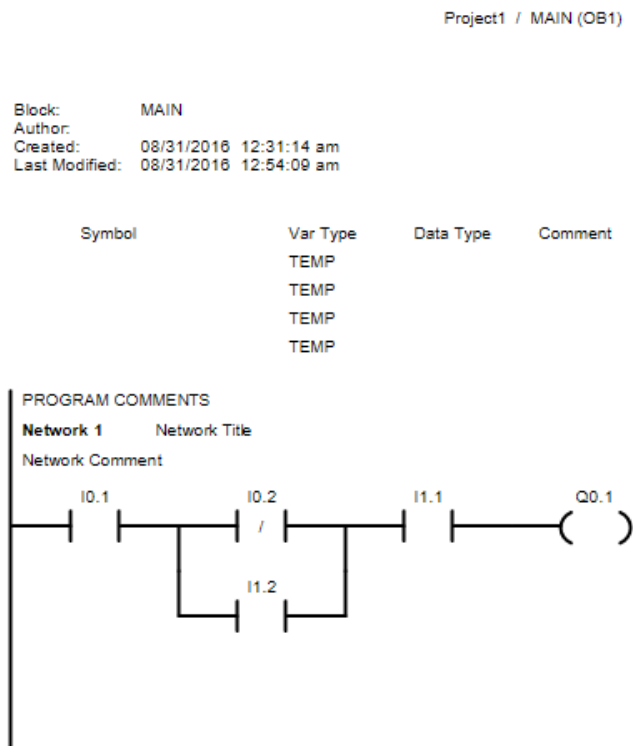 Project1 / MAIN (OB1)
Block: MAIN
Author:
Created: 08/31/2016 12:31:14 am
Last Modified: 08/31/2016 12:54:09 am
Symbol Var Type Data Type Comment
TEMP
TEMP
TEMP
TEMP
PROGRAM COMMENTS
Network 1 Network Title
Network Comment
I0.1 I0.2 I1.1 Q0.1
/
I1.2